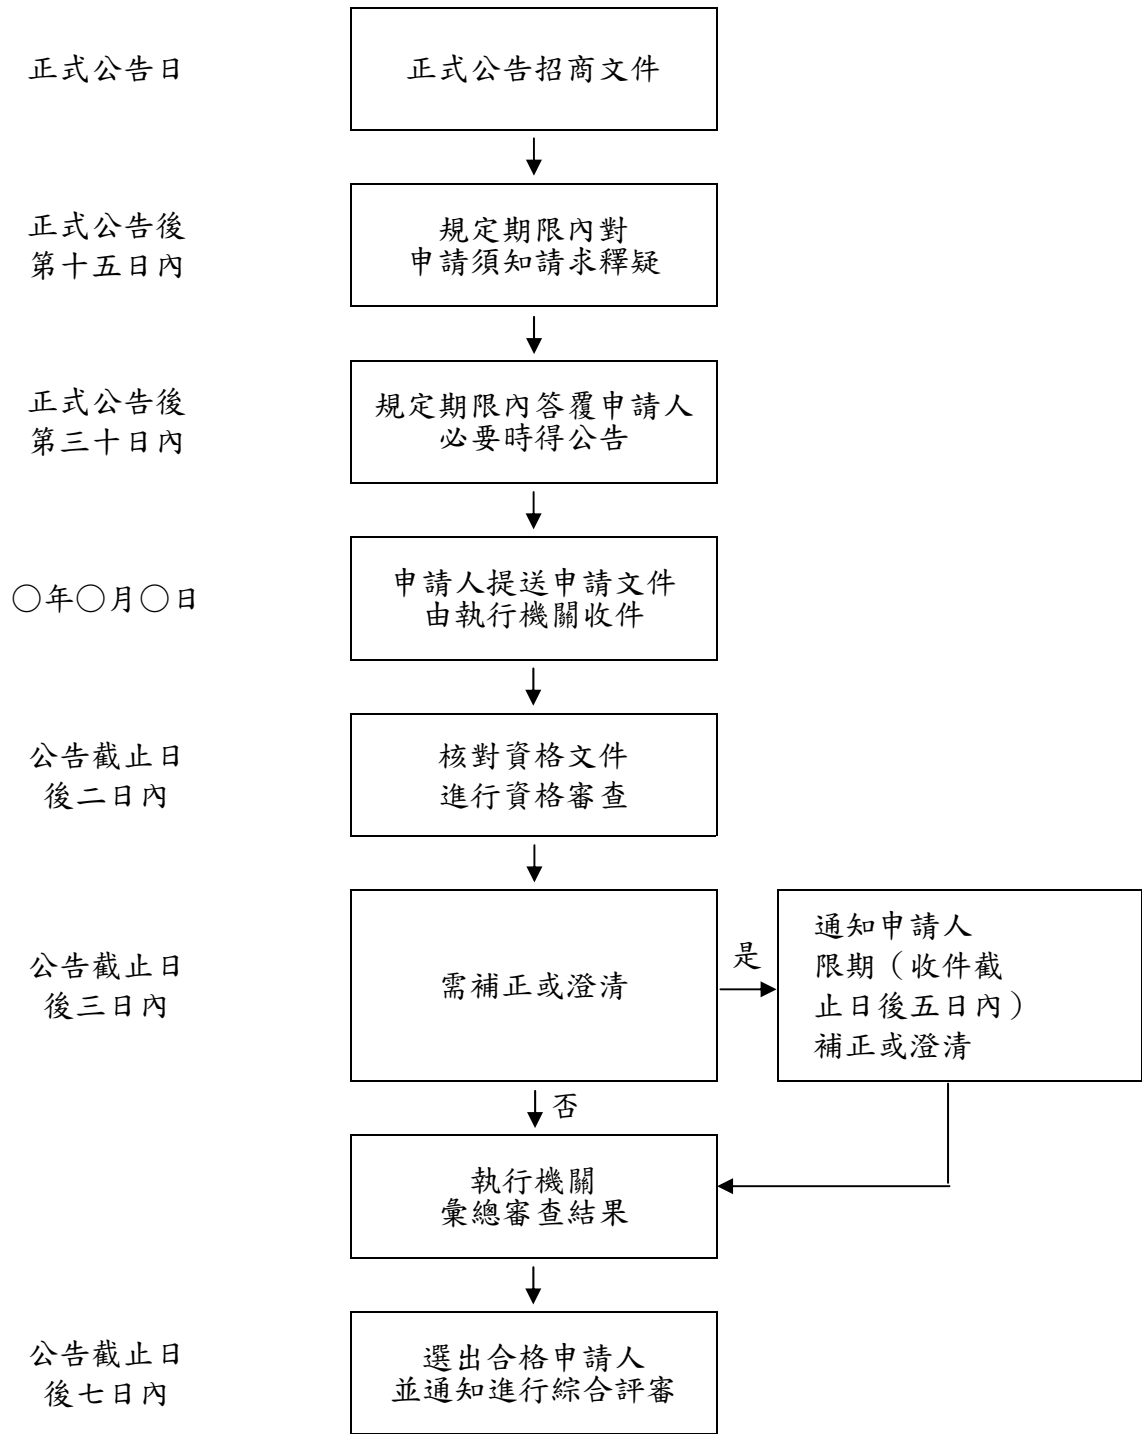 正式公告日
正式公告招商文件
正式公告後
第十五日內
規定期限內對
申請須知請求釋疑
正式公告後
第三十日內
規定期限內答覆申請人
必要時得公告
○年○月○日
申請人提送申請文件
由執行機關收件
公告截止日
後二日內
核對資格文件
進行資格審查
公告截止日
後三日內
需補正或澄清
是
通知申請人
限期（收件截
止日後五日內）
補正或澄清
否
執行機關
彙總審查結果
公告截止日
後七日內
選出合格申請人
並通知進行綜合評審